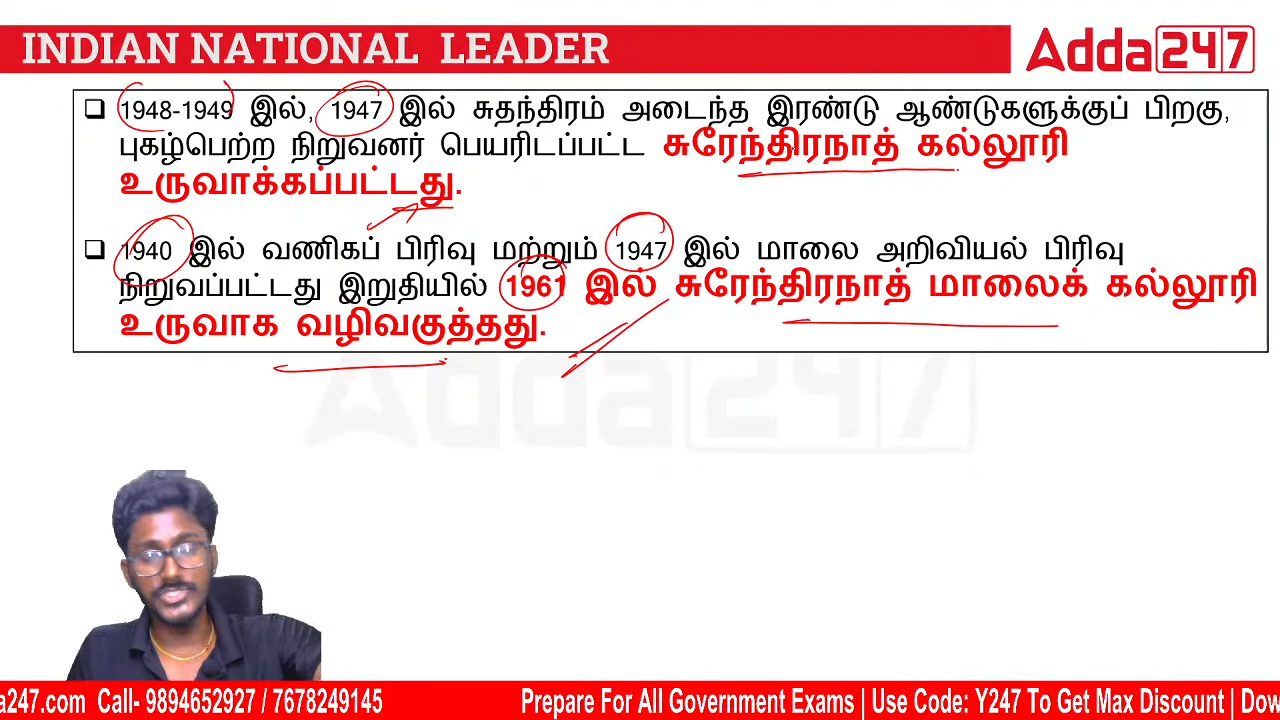 INDIAN NATIONAL LEADER
Adda247
❑ 1948-1949 இல், 1947 இல் சுதந்திரம் அடைந்த இரண்டு ஆண்டுகளுக்குப் பிறகு,
புகழ்பெற்ற நிறுவனர் பெயரிடப்பட்ட சுரேந்திரநாத் கல்லூரி
உருவாக்கப்பட்டது.
❑ 1940 இல் வணிகப் பிரிவு மற்றும் 1947 இல் மாலை அறிவியல் பிரிவு
நிறுவப்பட்டது இறுதியில் 1961 இல் சுரேந்திரநாத் மாலைக் கல்லூரி
உருவாக வழிவகுத்தது.
Adda247
da247.com Call- 9894652927 / 7678249145 Prepare For All Government Exams | Use Code: Y247 To Get Max Discount | Dow